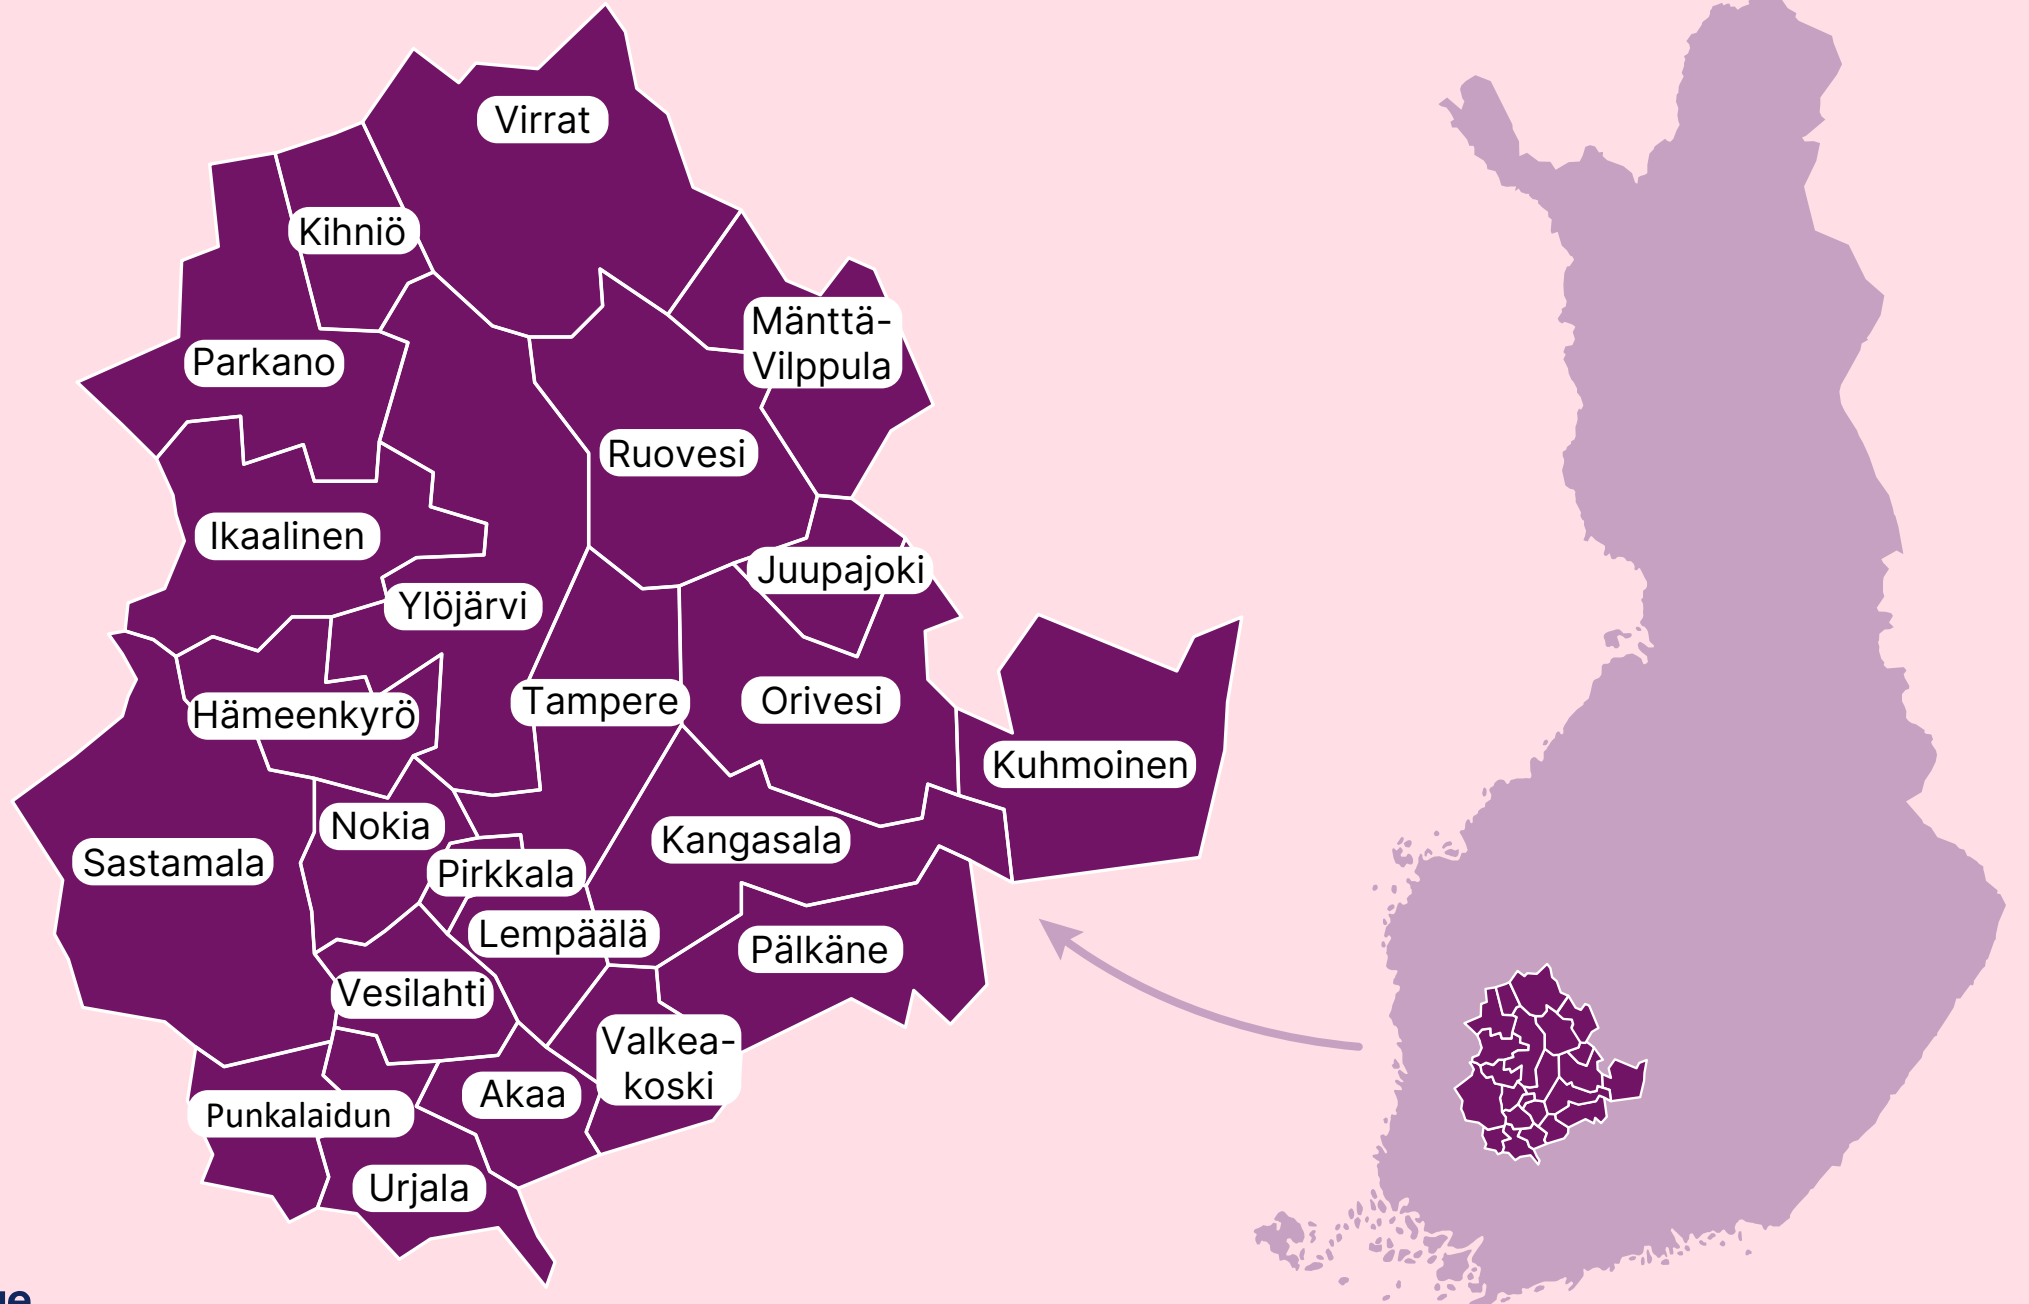 Virrat
Kihniö
Mänttä-
Vilppula
Parkano
Ruovesi
Ikaalinen
Juupajoki
Ylöjärvi
Tampere
Orivesi
Hämeenkyrö
Kuhmoinen
Nokia
Kangasala
Sastamala
Pirkkala
Lempäälä
Pälkäne
Vesilahti
Valkea-
koski
Akaa
Punkalaidun
Urjala